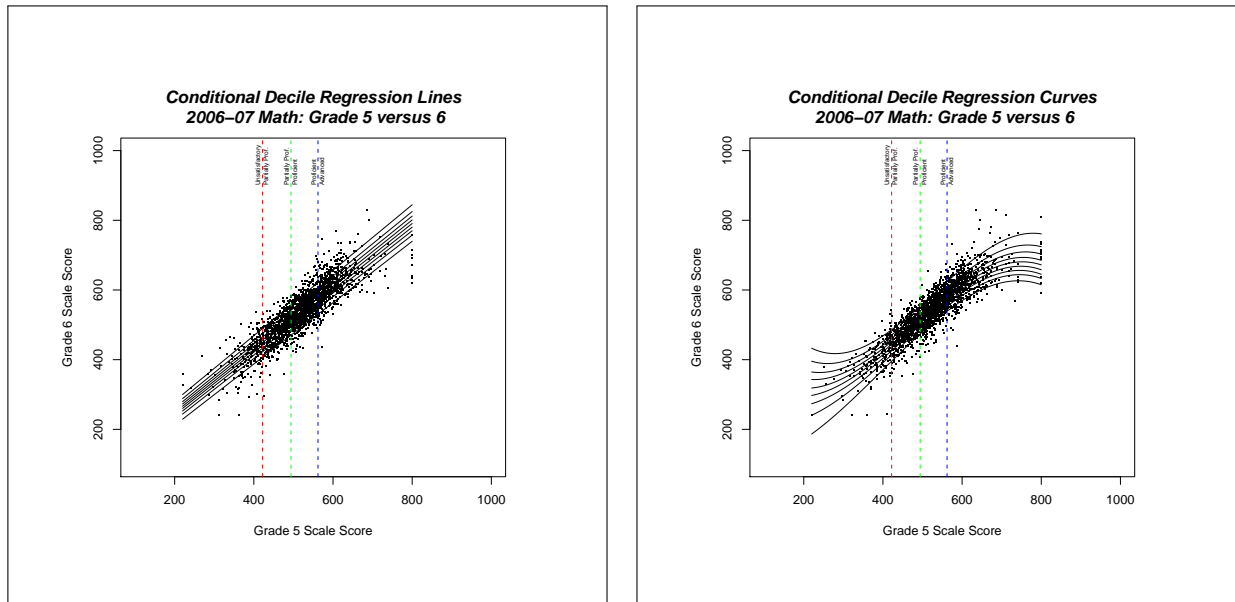 Conditional Decile Regression Lines
2006–07 Math: Grade 5 versus 6
1000
800
600
400
200
Grade 6 Scale Score
Unsatisfactory
Partially Prof.
Partially Prof.
Proficient
Proficient
Advanced
200 400 600 800 1000
Grade 5 Scale Score
Conditional Decile Regression Curves
2006–07 Math: Grade 5 versus 6
1000
800
600
400
200
Grade 6 Scale Score
Unsatisfactory
Partially Prof.
Partially Prof.
Proficient
Proficient
Advanced
200 400 600 800 1000
Grade 5 Scale Score